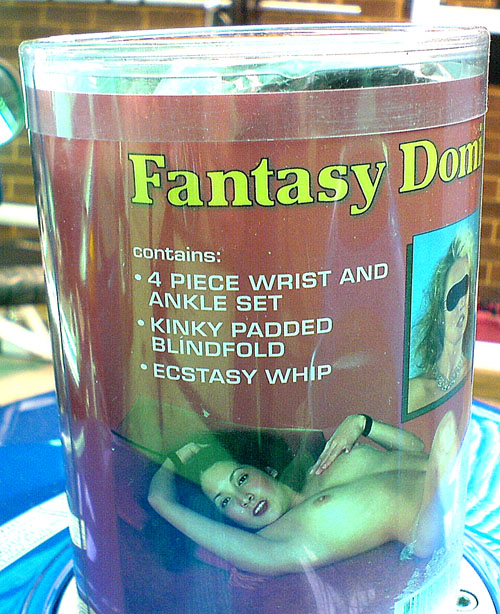 Fantasy Domi
contains:
• 4 PIECE WRIST AND
ANKLE SET
• KINKY PADDED
BLINDFOLD
• ECSTASY WHIP